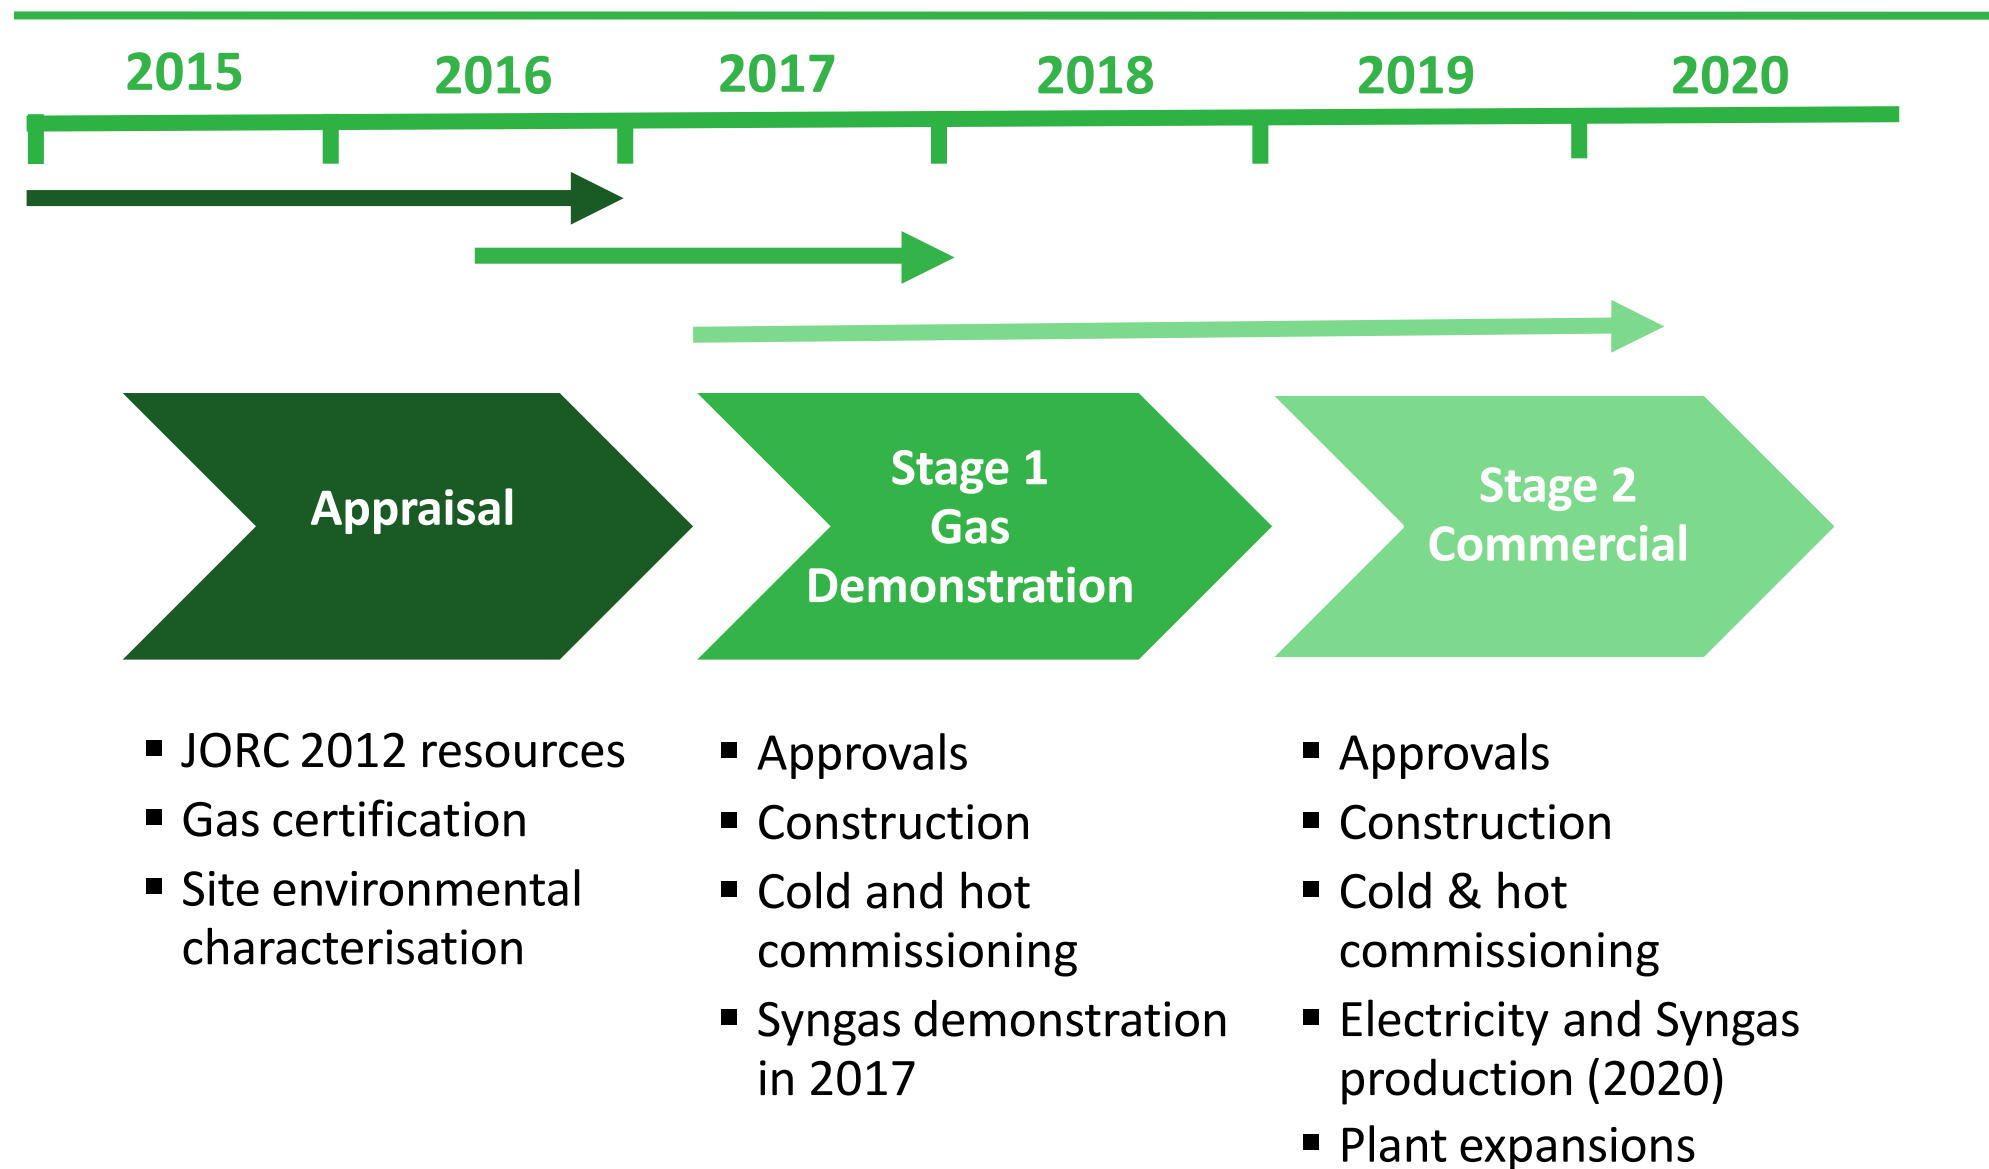 2015 2016 2017 2018 2019 2020
Appraisal
Stage 1
Gas
Demonstration
Stage 2
Commercial
▪ JORC 2012 resources
▪ Gas certification
▪ Site environmental
characterisation
▪ Approvals
▪ Construction
▪ Cold and hot
commissioning
▪ Syngas demonstration
in 2017
▪ Approvals
▪ Construction
▪ Cold & hot
commissioning
▪ Electricity and Syngas
production (2020)
▪ Plant expansions